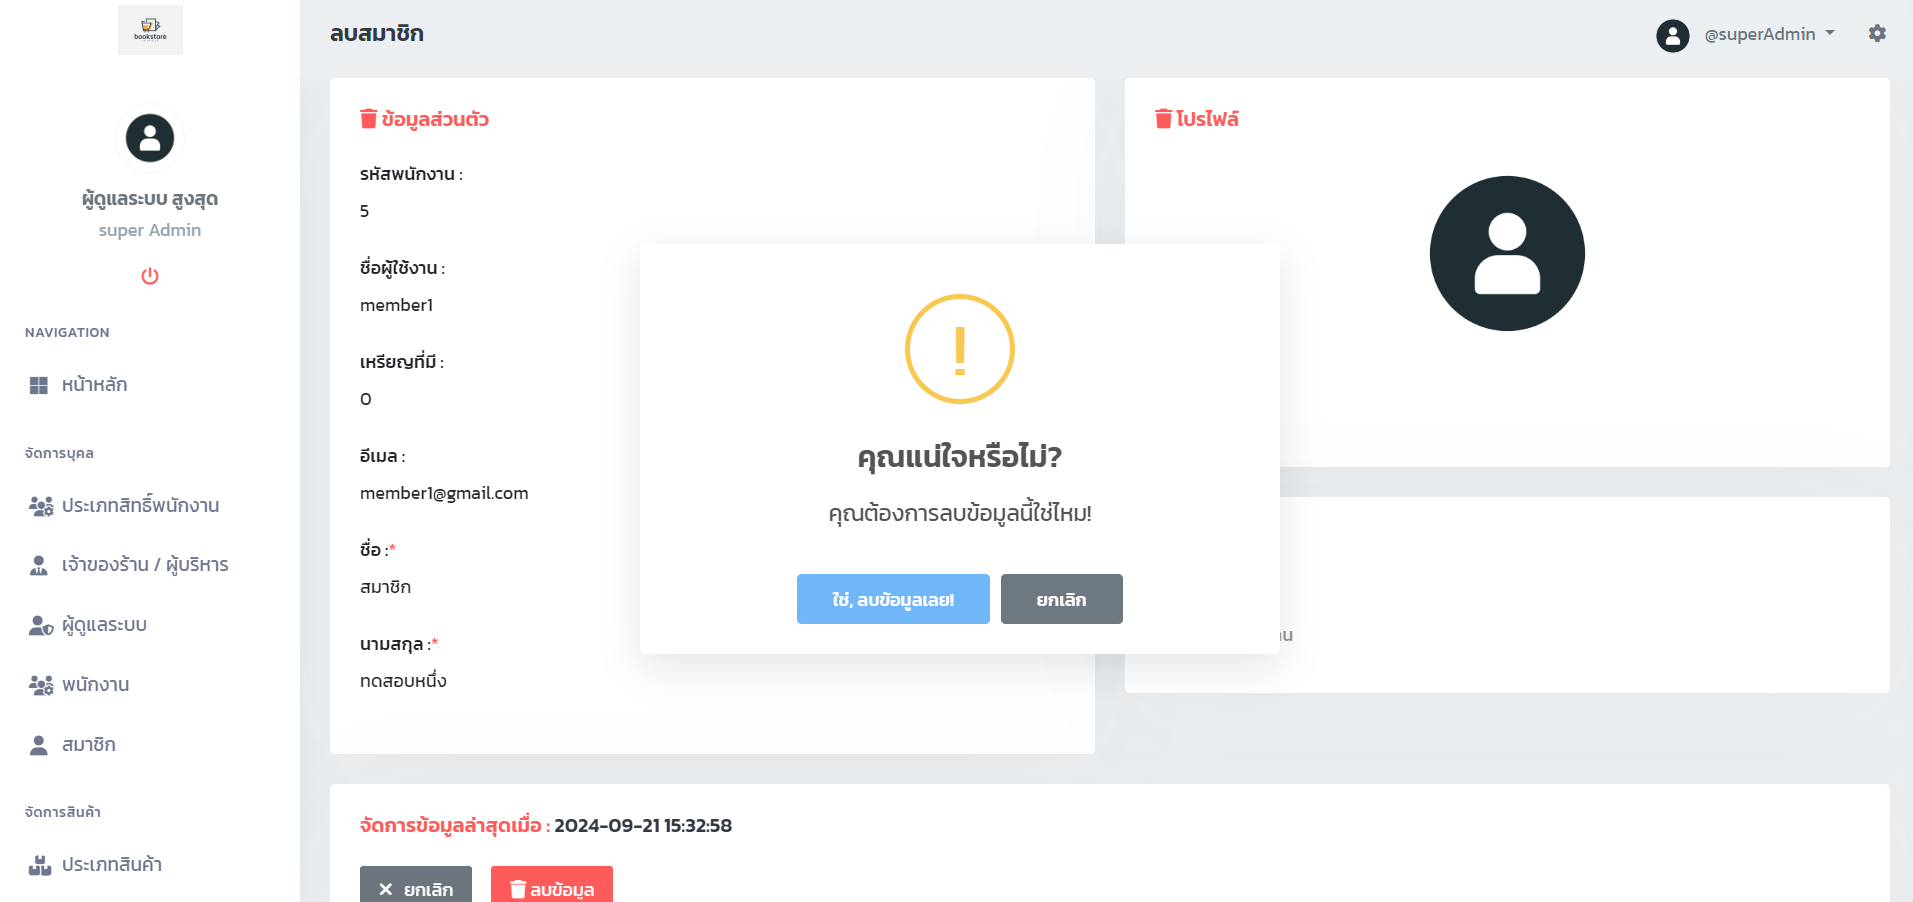 bookstore
ผู้ดูแลระบบ สูงสุด
super Admin
NAVIGATION
หน้าหลัก
จัดการบุคล
ประเภทสิทธิ์พนักงาน
เจ้าของร้าน / ผู้บริหาร
ผู้ดูแลระบบ
พนักงาน
สมาชิก
จัดการสินค้า
ประเภทสินค้า
ลบสมาชิก
@superAdmin
ข้อมูลส่วนตัว
รหัสพนักงาน :
5
ชื่อผู้ใช้งาน :
member1
เหรียญที่มี :
0
อีเมล :
member1@gmail.com
ชื่อ :*
สมาชิก
นามสกุล :*
ทดสอบหนึ่ง
โปรไฟล์
!
คุณแน่ใจหรือไม่?
คุณต้องการลบข้อมูลนี้ใช่ไหม!
ใช่, ลบข้อมูลเลย!
ยกเลิก
จัดการข้อมูลล่าสุดเมื่อ : 2024-09-21 15:32:58
ยกเลิก
ลบข้อมูล